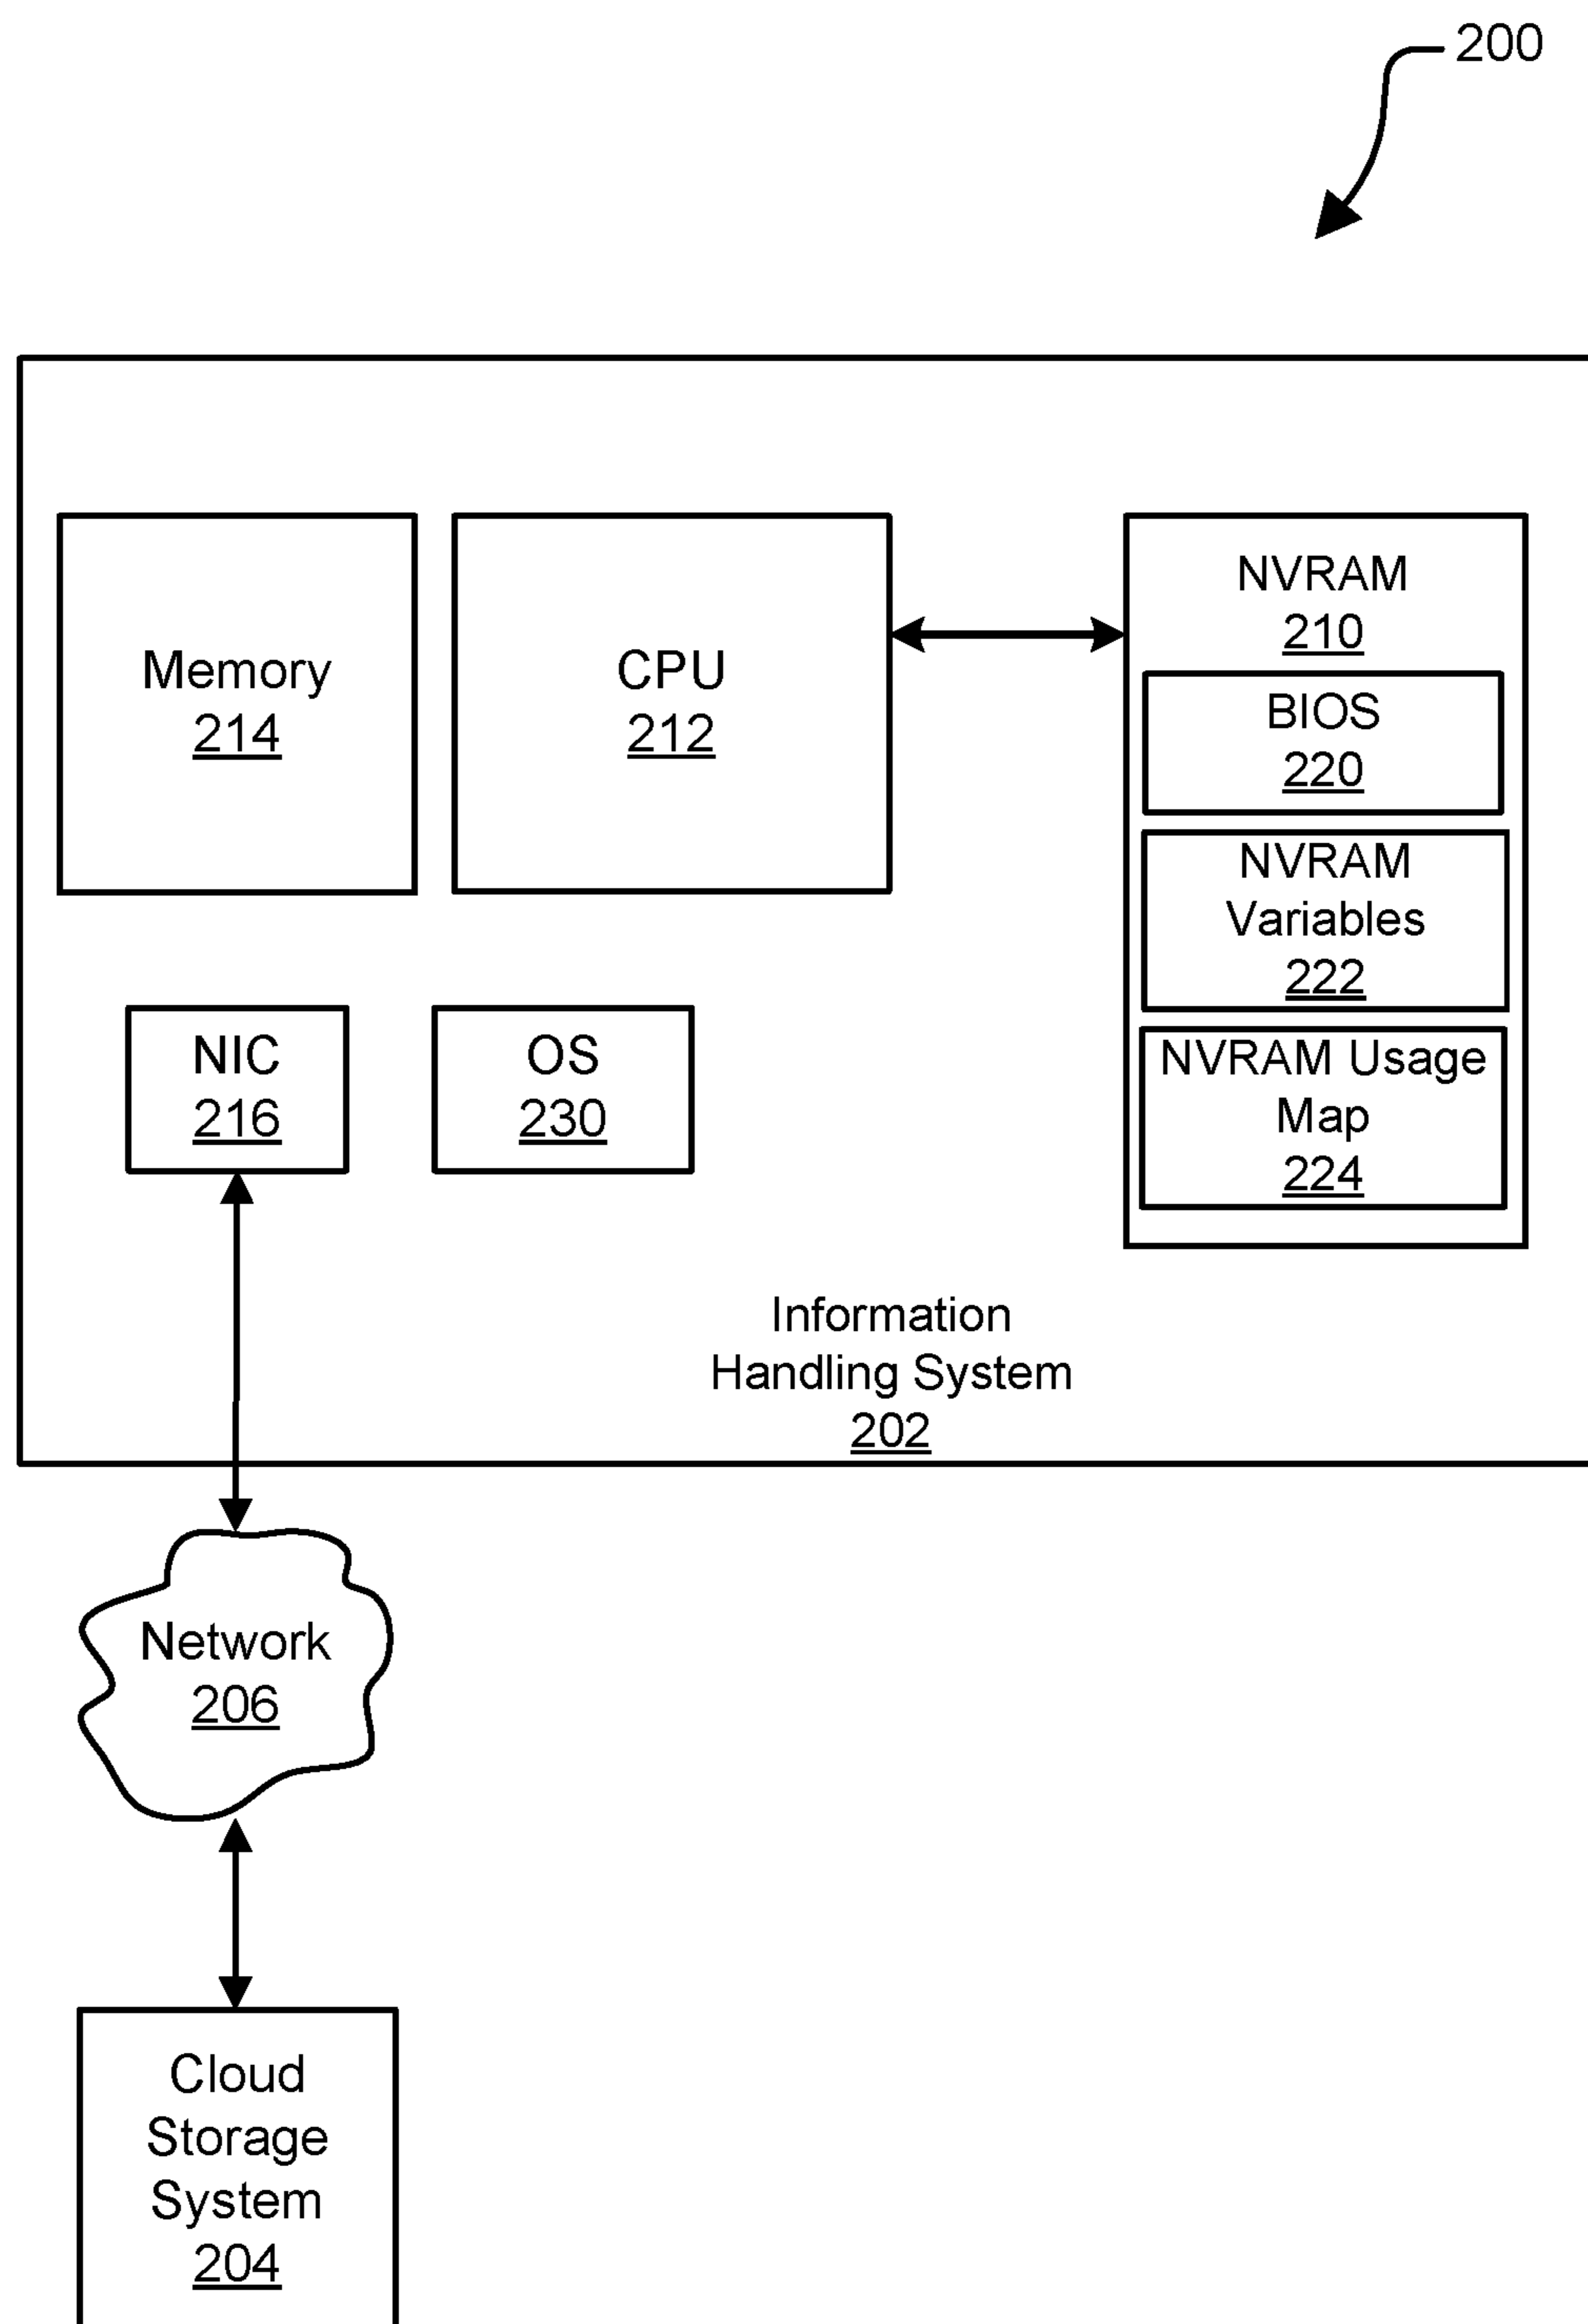 200
Memory
214
CPU
212
NVRAM
210
BIOS
220
NVRAM
Variables
222
NVRAM Usage
Map
224
NIC
216
OS
230
Information
Handling System
202
Network
206
Cloud
Storage
System
204